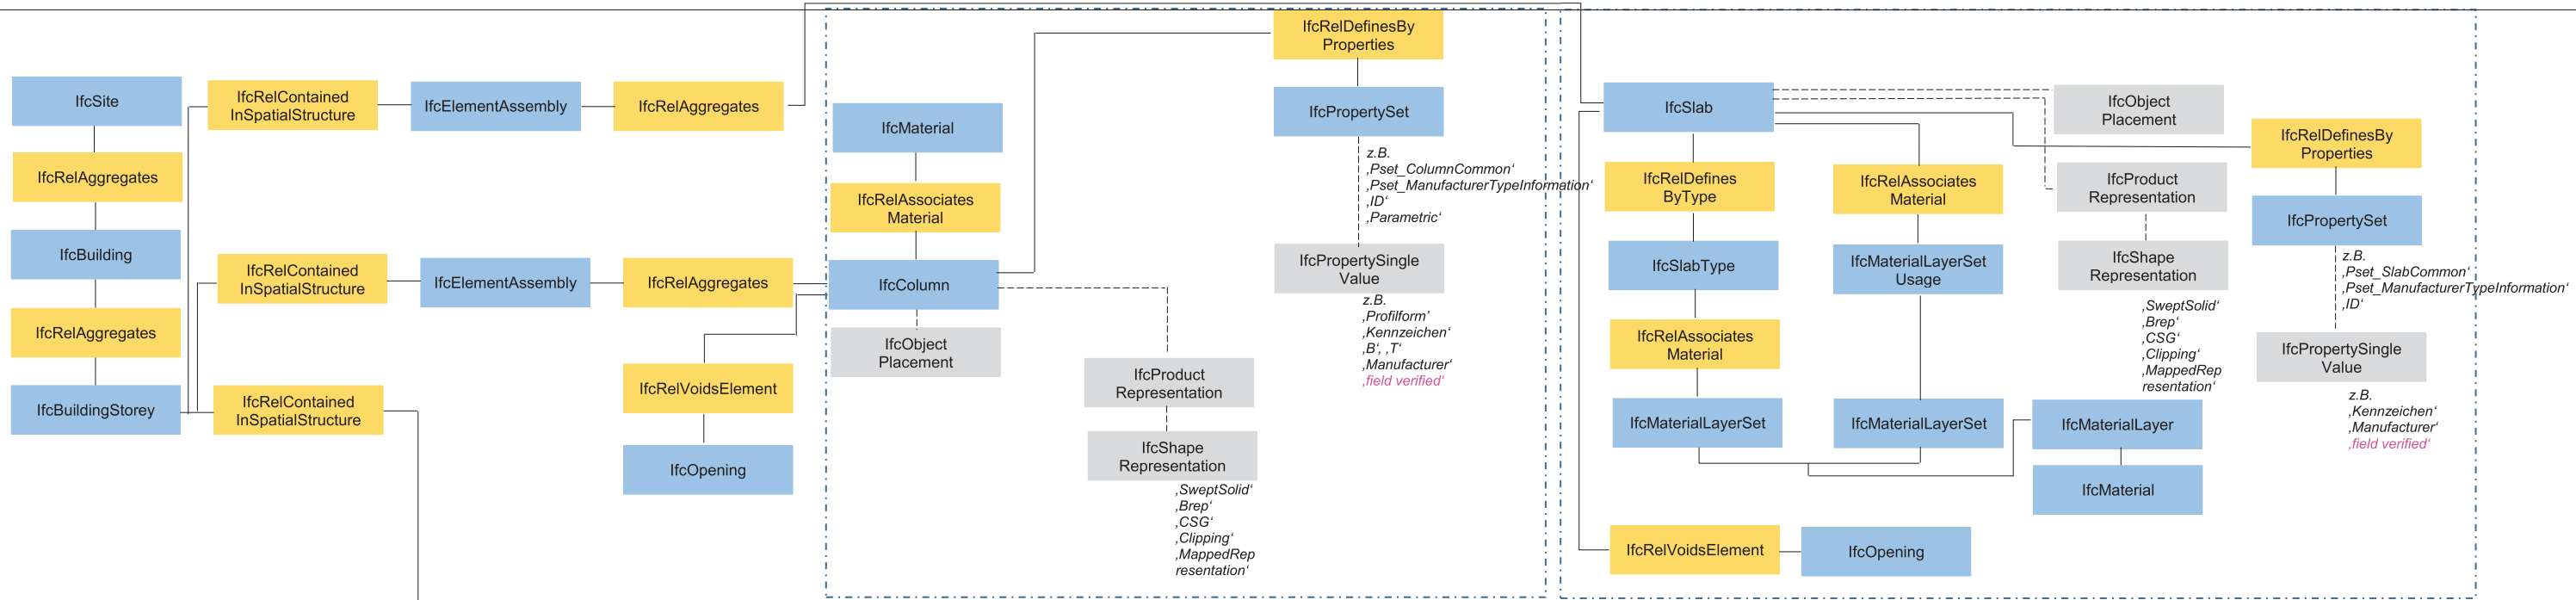 IfcSite
IfcRelAggregates
IfcBuilding
IfcRelAggregates
IfcBuildingStorey
IfcRelContained
InSpatialStructure
IfcElementAssembly
IfcRelAggregates
IfcRelContained
InSpatialStructure
IfcElementAssembly
IfcRelAggregates
IfcRelContained
InSpatialStructure
IfcRelVoidsElement
IfcOpening
IfcMaterial
IfcRelAssociates
Material
IfcColumn
IfcObject
Placement
IfcProduct
Representation
IfcShape
Representation
‚SweptSolid‘
‚Brep‘
‚CSG‘
‚Clipping‘
‚MappedRep
resentation‘
IfcRelDefinesBy
Properties
IfcPropertySet
z.B.
‚Pset_ColumnCommon‘
‚Pset_ManufacturerTypeInformation‘
‚ID‘
‚Parametric‘
IfcPropertySingle
Value
z.B.
‚Profilform’
‚Kennzeichen‘
‚B‘, ‚T‘
‚Manufacturer‘
‚field verified‘
IfcSlab
IfcRelDefines
ByType
IfcSlabType
IfcRelAssociates
Material
IfcMaterialLayerSet
IfcRelAssociates
Material
IfcMaterialLayerSet
Usage
IfcMaterialLayerSet
IfcMaterialLayer
IfcMaterial
IfcRelVoidsElement
IfcOpening
IfcObject
Placement
IfcProduct
Representation
IfcShape
Representation
‚SweptSolid‘
‚Brep‘
‚CSG‘
‚Clipping‘
‚MappedRep
resentation‘
IfcRelDefinesBy
Properties
IfcPropertySet
z.B.
‚Pset_SlabCommon‘
‚Pset_ManufacturerTypeInformation‘
‚ID‘
IfcPropertySingle
Value
z.B.
‚Kennzeichen‘
‚Manufacturer‘
‚field verified‘